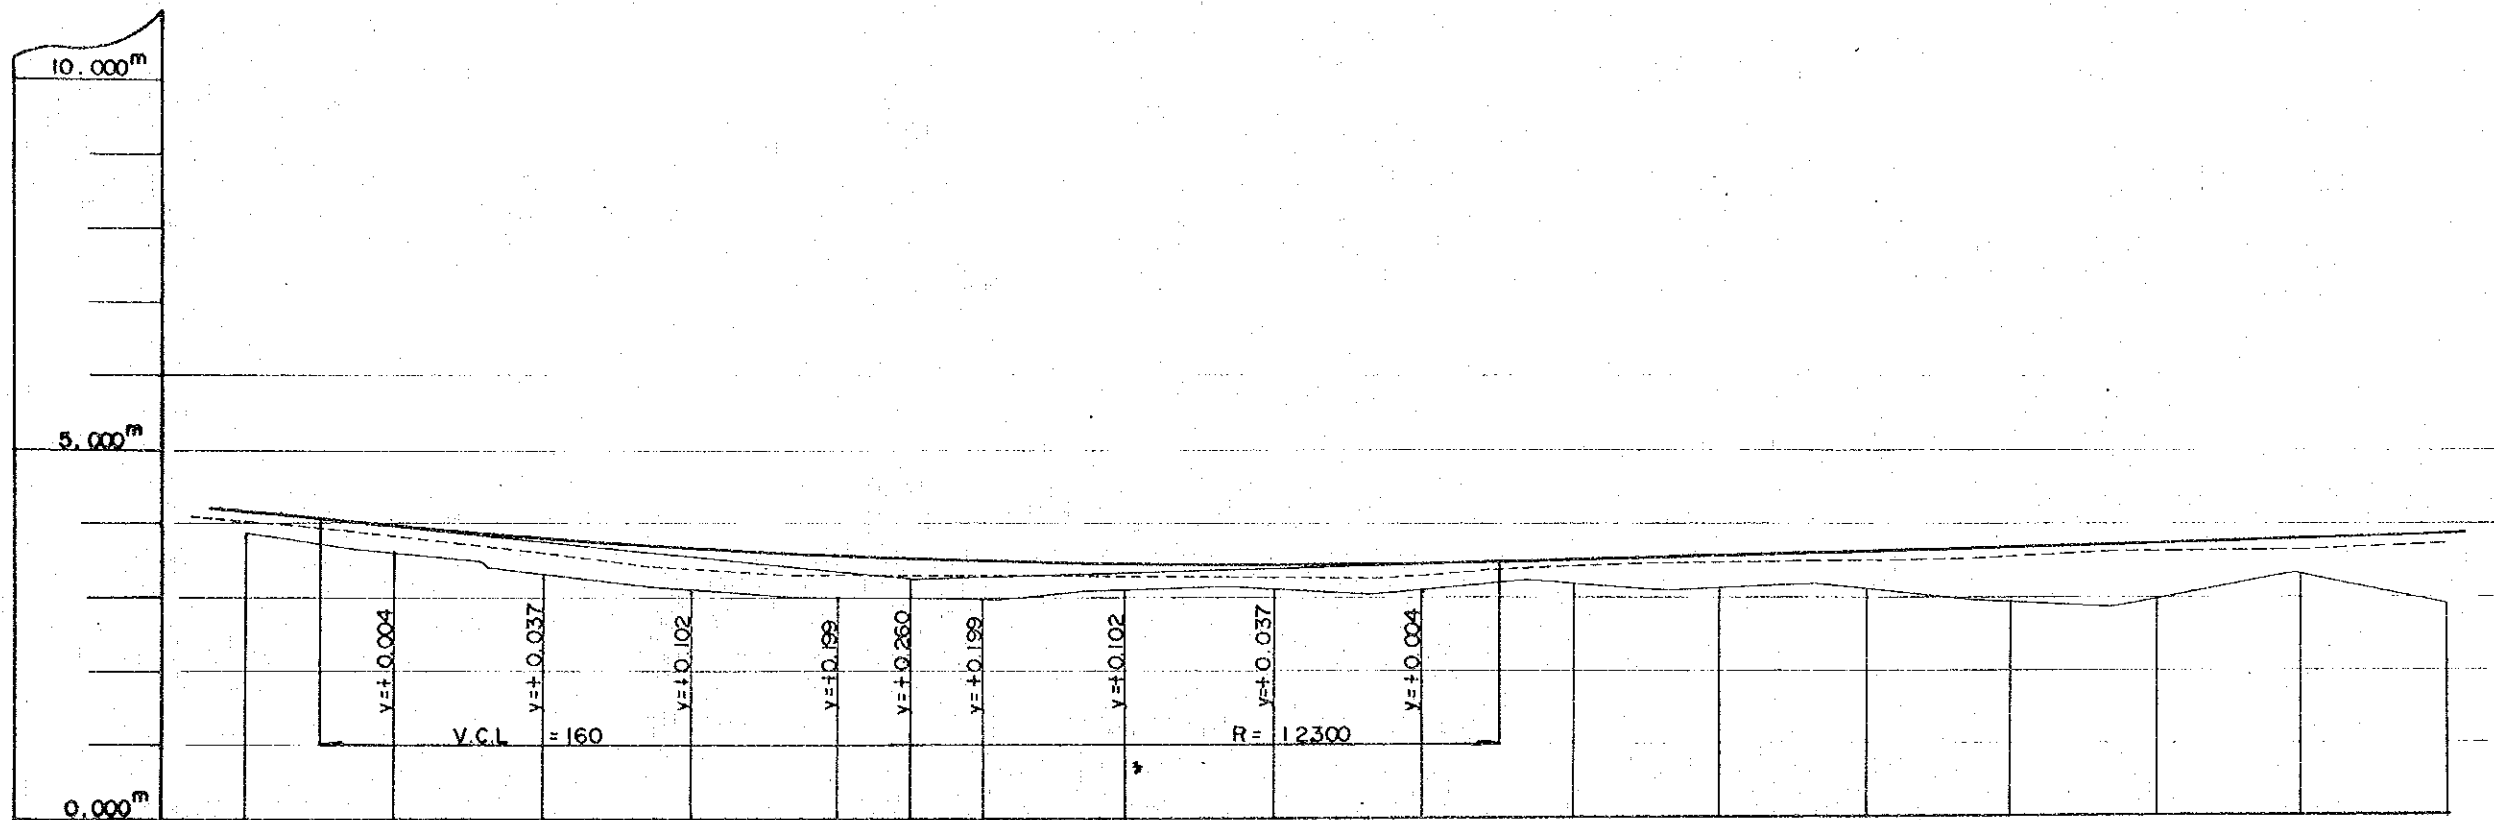 10.000m
5.000m
y=+0.004
y=+0.037
y=+0.102
y=+0.199
y=+0.260
y=+0.199
y=+0.102
y=+0.037
y=+0.004
V.C.L =160
R= 12300
0.000m